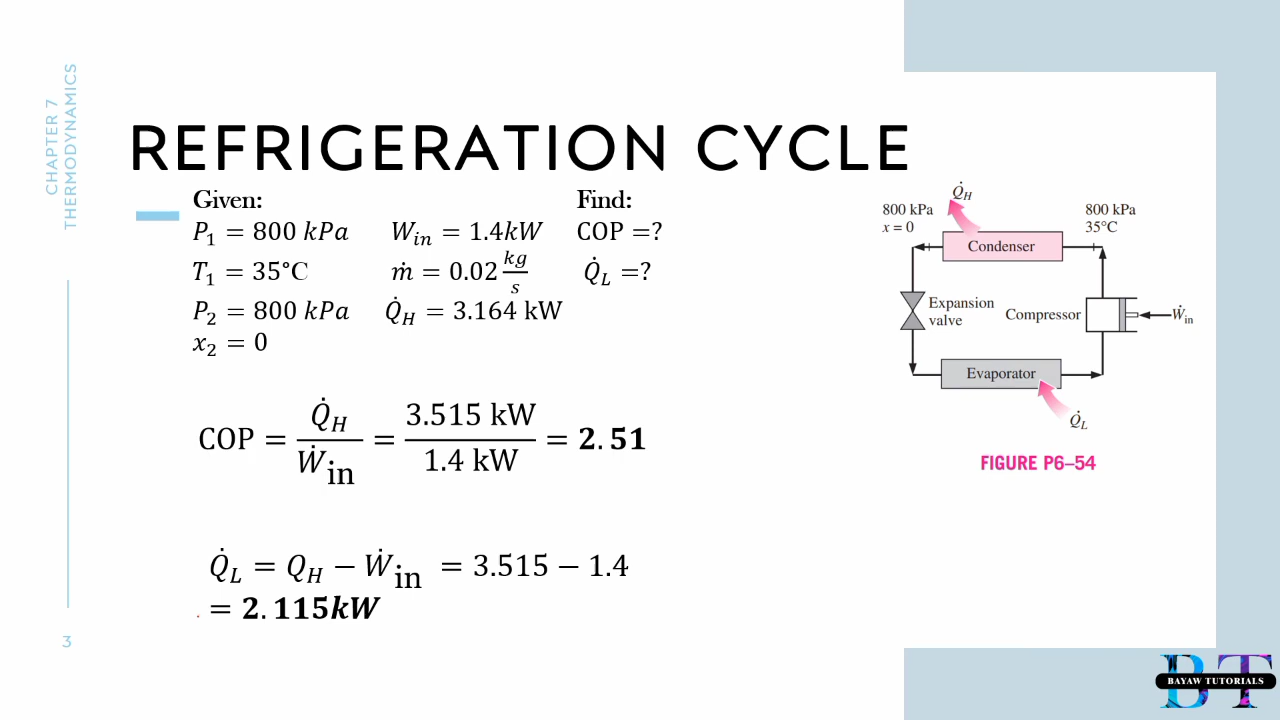 CHAPTER 7
THERMODYNAMICS
REFRIGERATION CYCLE
Given:
Find:
P₁ = 800 kPa
Wᵢₙ = 1.4kW
COP =?
T₁ = 35°C
ṁ = 0.02 kg/s
Q̇_L =?
P₂ = 800 kPa
Q̇_H = 3.164 kW
x₂ = 0
COP = Q̇_H / Ẇ_in = 3.515 kW / 1.4 kW = 2.51
Q̇_L = Q_H − Ẇ_in = 3.515 − 1.4
= 2.115kW
Q̇_H
800 kPa
x = 0
800 kPa
35°C
Condenser
Expansion
valve
Compressor
Ẇ_in
Evaporator
Q̇_L
FIGURE P6–54
3
BT
BAYAW TUTORIALS